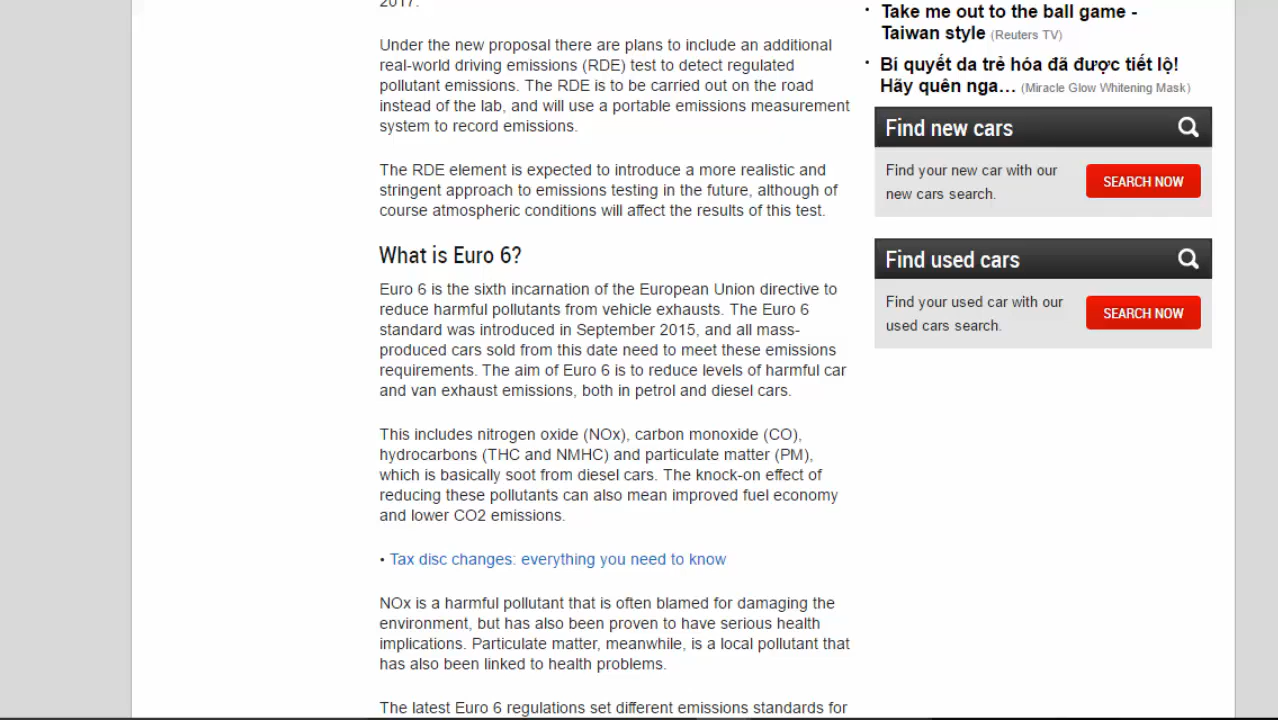 2017.
Under the new proposal there are plans to include an additional
real-world driving emissions (RDE) test to detect regulated
pollutant emissions. The RDE is to be carried out on the road
instead of the lab, and will use a portable emissions measurement
system to record emissions.
The RDE element is expected to introduce a more realistic and
stringent approach to emissions testing in the future, although of
course atmospheric conditions will affect the results of this test.
What is Euro 6?
Euro 6 is the sixth incarnation of the European Union directive to
reduce harmful pollutants from vehicle exhausts. The Euro 6
standard was introduced in September 2015, and all mass-
produced cars sold from this date need to meet these emissions
requirements. The aim of Euro 6 is to reduce levels of harmful car
and van exhaust emissions, both in petrol and diesel cars.
This includes nitrogen oxide (NOx), carbon monoxide (CO),
hydrocarbons (THC and NMHC) and particulate matter (PM),
which is basically soot from diesel cars. The knock-on effect of
reducing these pollutants can also mean improved fuel economy
and lower CO2 emissions.
• Tax disc changes: everything you need to know
NOx is a harmful pollutant that is often blamed for damaging the
environment, but has also been proven to have serious health
implications. Particulate matter, meanwhile, is a local pollutant that
has also been linked to health problems.
The latest Euro 6 regulations set different emissions standards for
· Take me out to the ball game -
Taiwan style (Reuters TV)
· Bí quyết da trẻ hóa đã được tiết lộ!
Hãy quên nga… (Miracle Glow Whitening Mask)
Find new cars
Find your new car with our
new cars search.
SEARCH NOW
Find used cars
Find your used car with our
used cars search.
SEARCH NOW